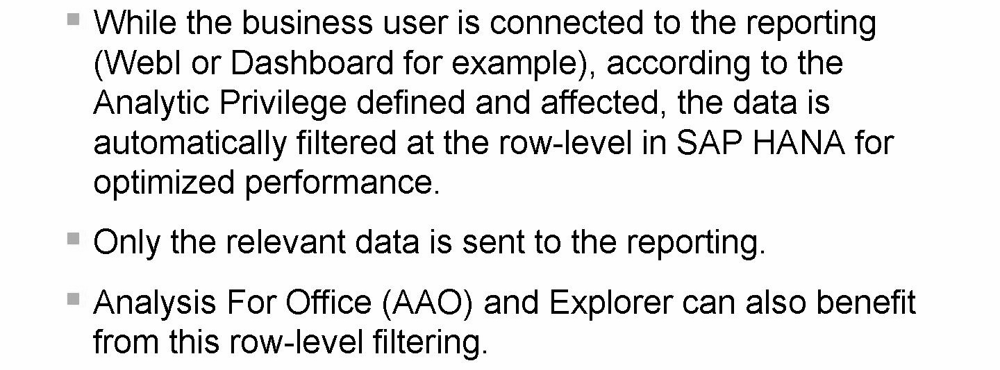 ▪ While the business user is connected to the reporting
(WebI or Dashboard for example), according to the
Analytic Privilege defined and affected, the data is
automatically filtered at the row-level in SAP HANA for
optimized performance.
▪ Only the relevant data is sent to the reporting.
▪ Analysis For Office (AAO) and Explorer can also benefit
from this row-level filtering.